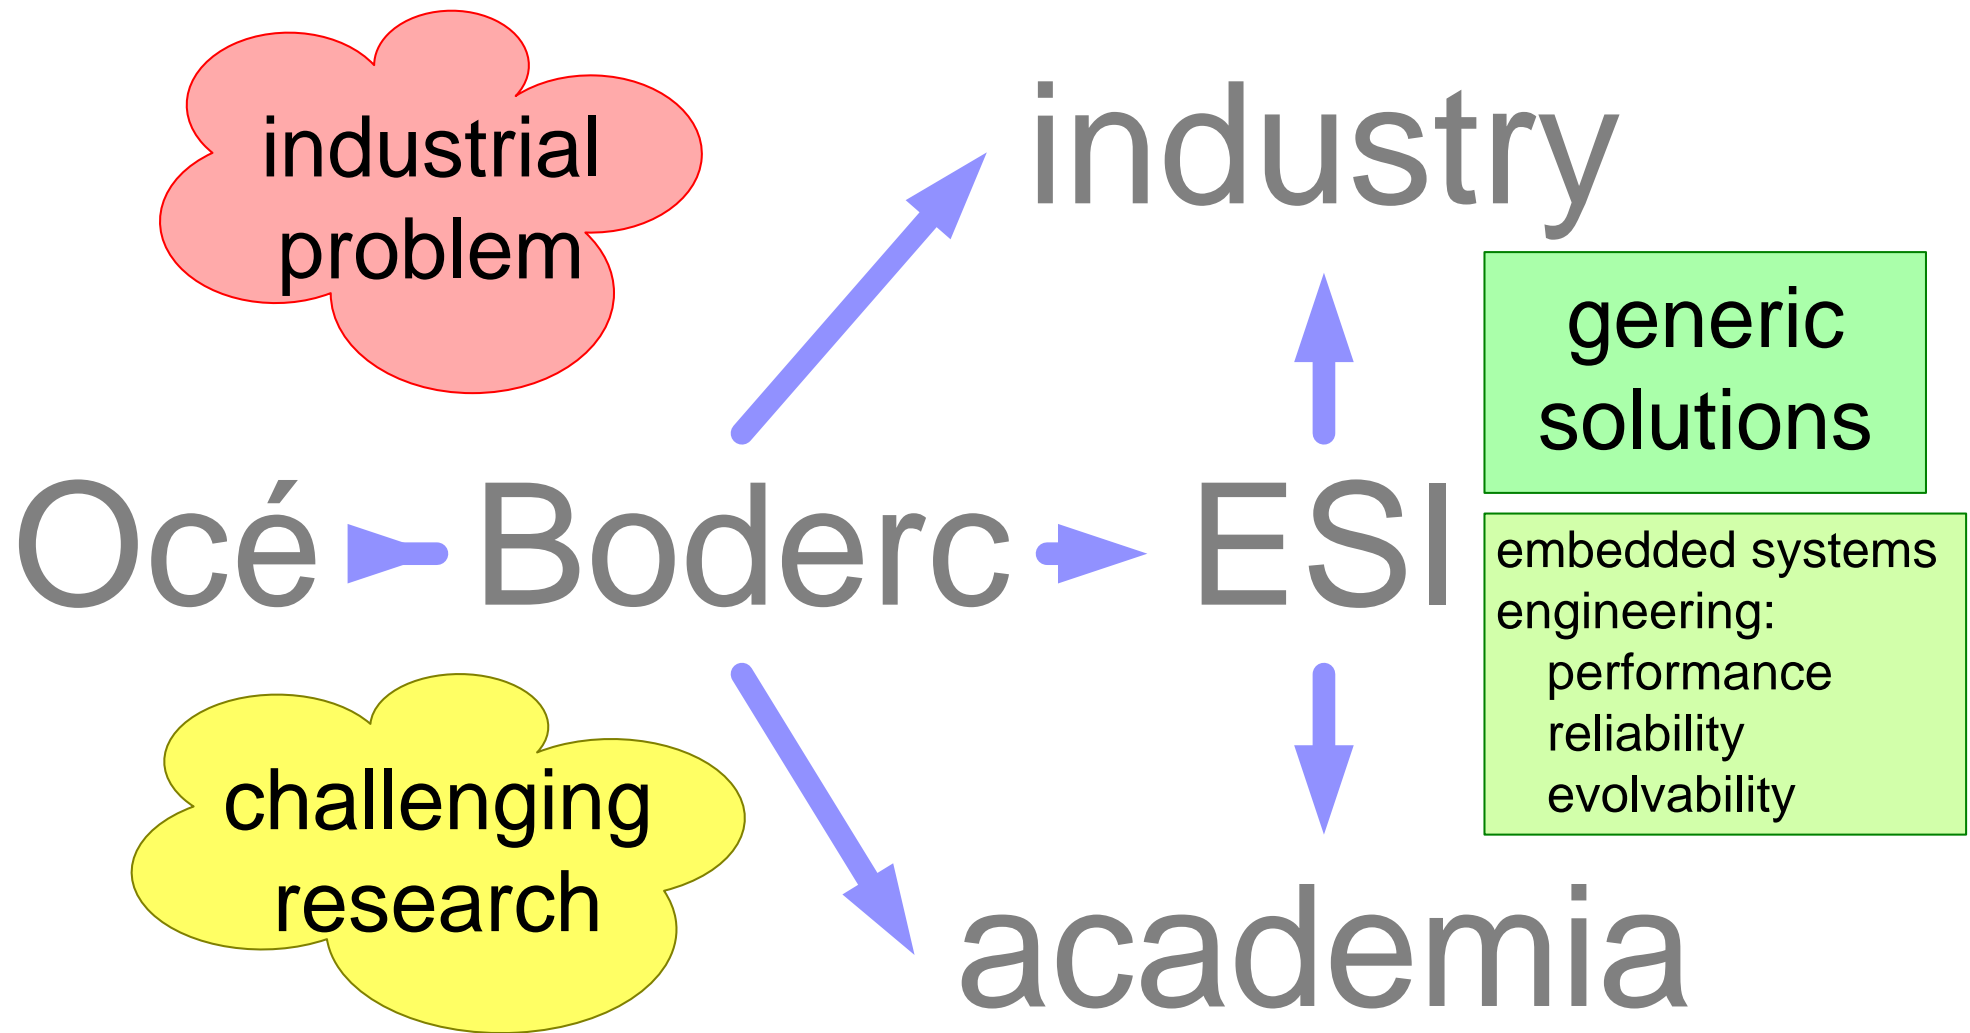 industrial
problem
industry
generic
solutions
Océ
Boderc
ESI
embedded systems
engineering:
performance
reliability
evolvability
challenging
research
academia